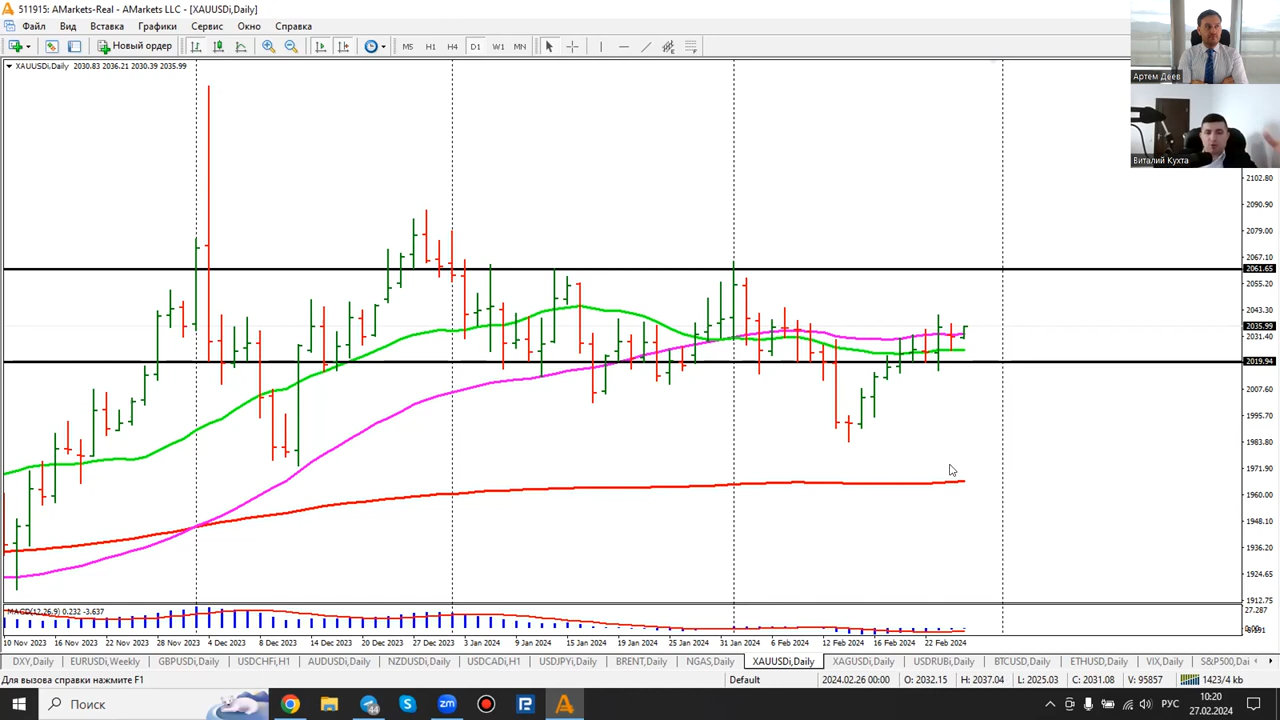 511915: AMarkets-Real - AMarkets LLC - [XAUUSDi,Daily]
Файл Вид Вставка Графики Сервис Окно Справка
Новый ордер M5 H1 H4 D1 W1 MN
XAUUSDi,Daily 2030.83 2036.21 2030.39 2035.99
Артем Деев
Виталий Кухта
2102.80
2090.90
2079.00
2067.10
2061.65
2055.20
2043.30
2035.99
2031.40
2019.94
2007.60
1995.70
1983.80
1971.90
1960.00
1948.10
1936.20
1924.65
1912.75
MACD(12,26,9) 0.232 -3.637
27.287
10 Nov 2023 16 Nov 2023 22 Nov 2023 28 Nov 2023 4 Dec 2023 8 Dec 2023 14 Dec 2023 20 Dec 2023 27 Dec 2023 3 Jan 2024 9 Jan 2024 15 Jan 2024 19 Jan 2024 25 Jan 2024 31 Jan 2024 6 Feb 2024 12 Feb 2024 16 Feb 2024 22 Feb 2024
DXY,Daily EURUSDi,Weekly GBPUSDi,Daily USDCHFi,H1 AUDUSDi,Daily NZDUSDi,Daily USDCADi,H1 USDJPYi,Daily BRENT,Daily NGAS,Daily XAUUSDi,Daily XAGUSDi,Daily USDRUBi,Daily BTCUSD,Daily ETHUSD,Daily VIX,Daily S&P500,Dai
Для вызова справки нажмите F1 Default 2024.02.26 00:00 O: 2032.15 H: 2037.04 L: 2025.03 C: 2031.08 V: 95857 1423/4 kb
Поиск 44 zm РУС 10:20
27.02.2024